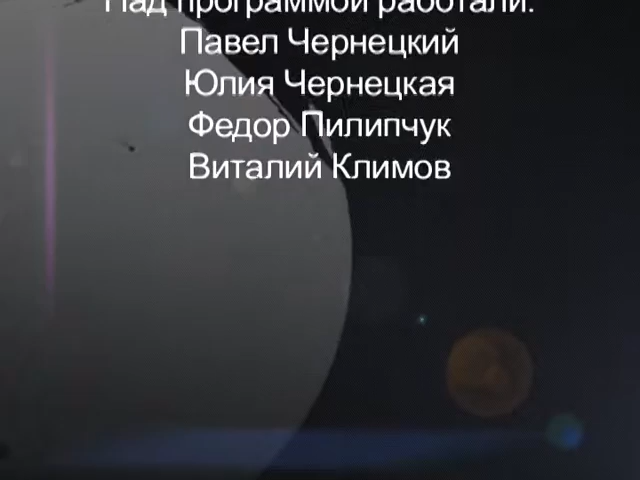 Над программой работали:
Павел Чернецкий
Юлия Чернецкая
Федор Пилипчук
Виталий Климов